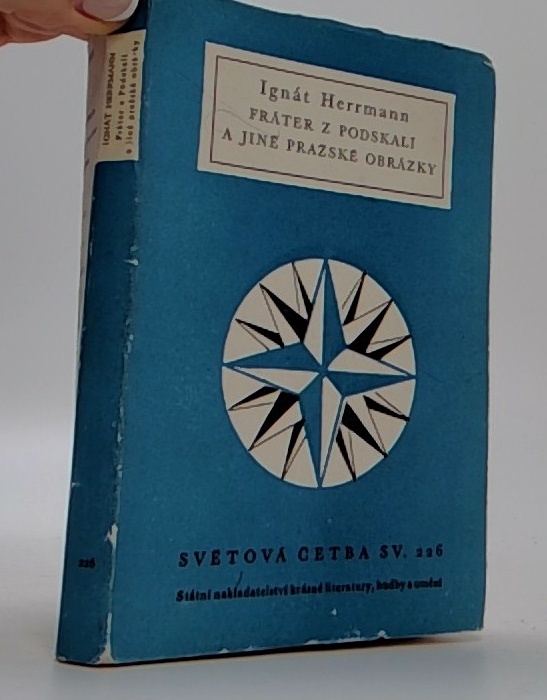 Ignát Herrmann
FRÁTER Z PODSKALI
A JINÉ PRAŽSKÉ OBRÁZKY
SVĚTOVÁ ČETBA SV. 226
Státní nakladatelství krásné literatury, hudby a umění
IGNÁT HERRMANN
Fráter z Podskalí
a jiné pražské obrázky
226